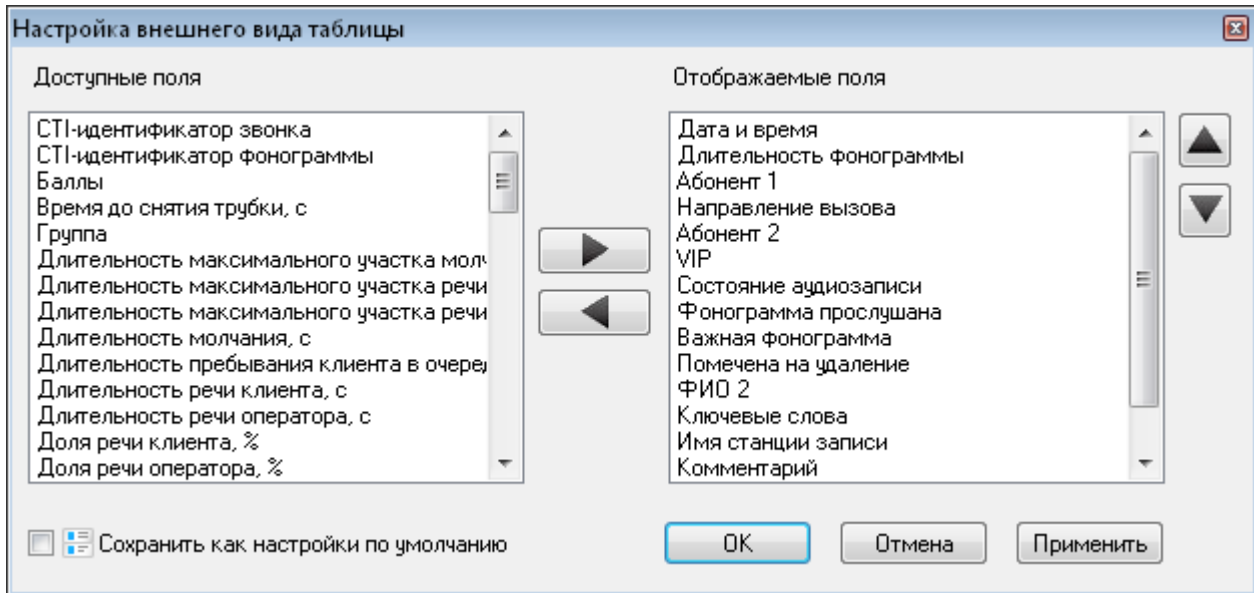 Настройка внешнего вида таблицы
Доступные поля
CTI-идентификатор звонка
CTI-идентификатор фонограммы
Баллы
Время до снятия трубки, с
Группа
Длительность максимального участка молч
Длительность максимального участка речи
Длительность максимального участка речи
Длительность молчания, с
Длительность пребывания клиента в очеред
Длительность речи клиента, с
Длительность речи оператора, с
Доля речи клиента, %
Доля речи оператора, %
Отображаемые поля
Дата и время
Длительность фонограммы
Абонент 1
Направление вызова
Абонент 2
VIP
Состояние аудиозаписи
Фонограмма прослушана
Важная фонограмма
Помечена на удаление
ФИО 2
Ключевые слова
Имя станции записи
Комментарий
Сохранить как настройки по умолчанию
OK
Отмена
Применить